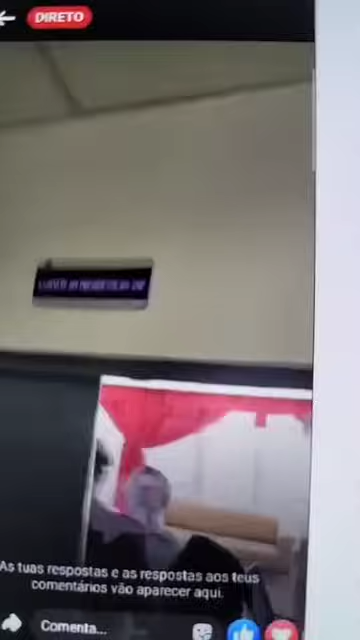 DIRETO
As tuas respostas e as respostas aos teus
comentários vão aparecer aqui.
Comenta...